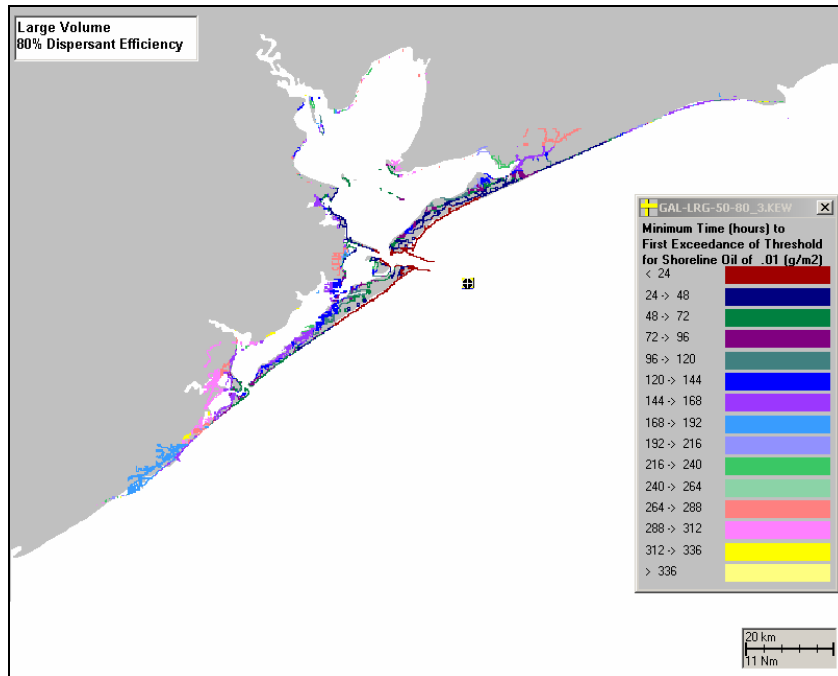 Large Volume
80% Dispersant Efficiency
GAL-LRG-50-80_3.KEW
Minimum Time (hours) to
First Exceedance of Threshold
for Shoreline Oil of .01 (g/m2)
< 24
24 -> 48
48 -> 72
72 -> 96
96 -> 120
120 -> 144
144 -> 168
168 -> 192
192 -> 216
216 -> 240
240 -> 264
264 -> 288
288 -> 312
312 -> 336
> 336
20 km
11 Nm